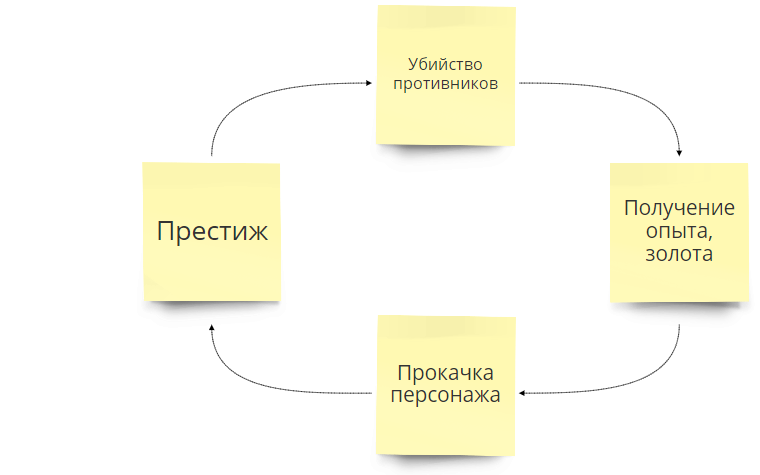 Убийство
противников
Престиж
Получение
опыта,
золота
Прокачка
персонажа